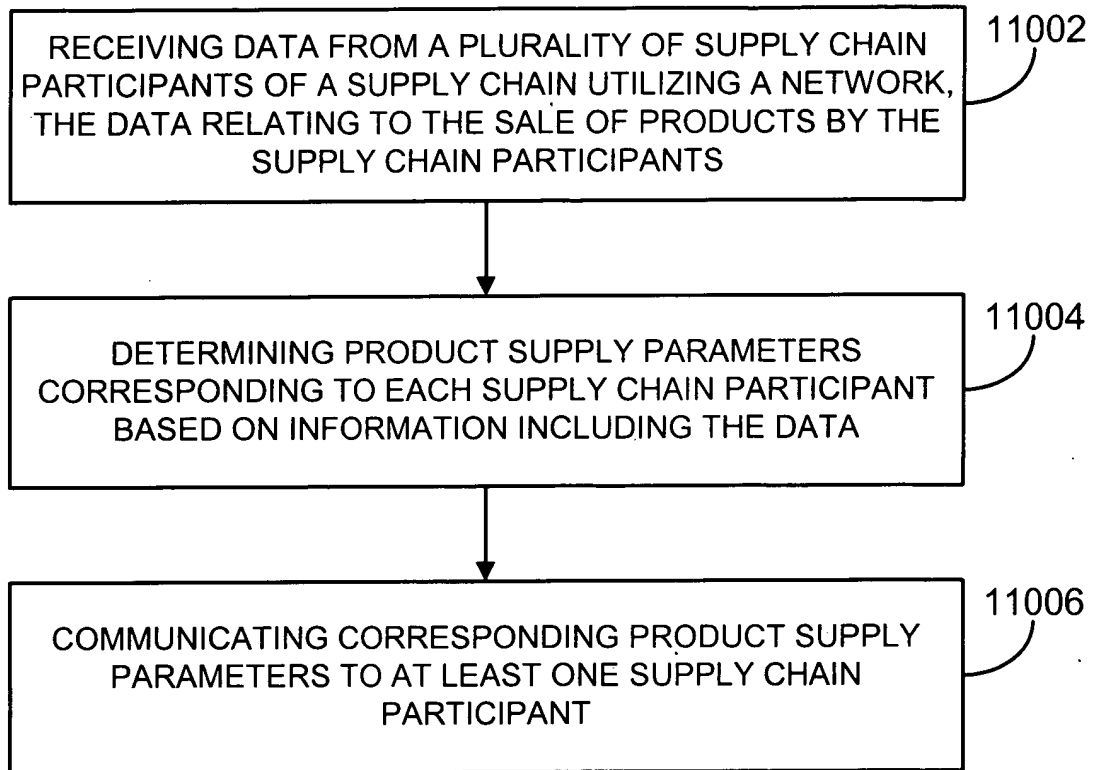 RECEIVING DATA FROM A PLURALITY OF SUPPLY CHAIN
PARTICIPANTS OF A SUPPLY CHAIN UTILIZING A NETWORK,
THE DATA RELATING TO THE SALE OF PRODUCTS BY THE
SUPPLY CHAIN PARTICIPANTS
11002
DETERMINING PRODUCT SUPPLY PARAMETERS
CORRESPONDING TO EACH SUPPLY CHAIN PARTICIPANT
BASED ON INFORMATION INCLUDING THE DATA
11004
COMMUNICATING CORRESPONDING PRODUCT SUPPLY
PARAMETERS TO AT LEAST ONE SUPPLY CHAIN
PARTICIPANT
11006